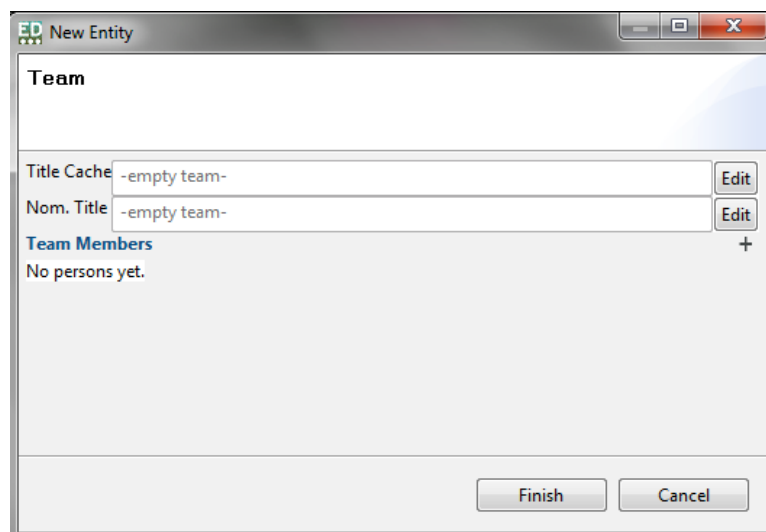 ED New Entity
Team
Title Cache -empty team- Edit
Nom. Title -empty team- Edit
Team Members +
No persons yet.
Finish Cancel